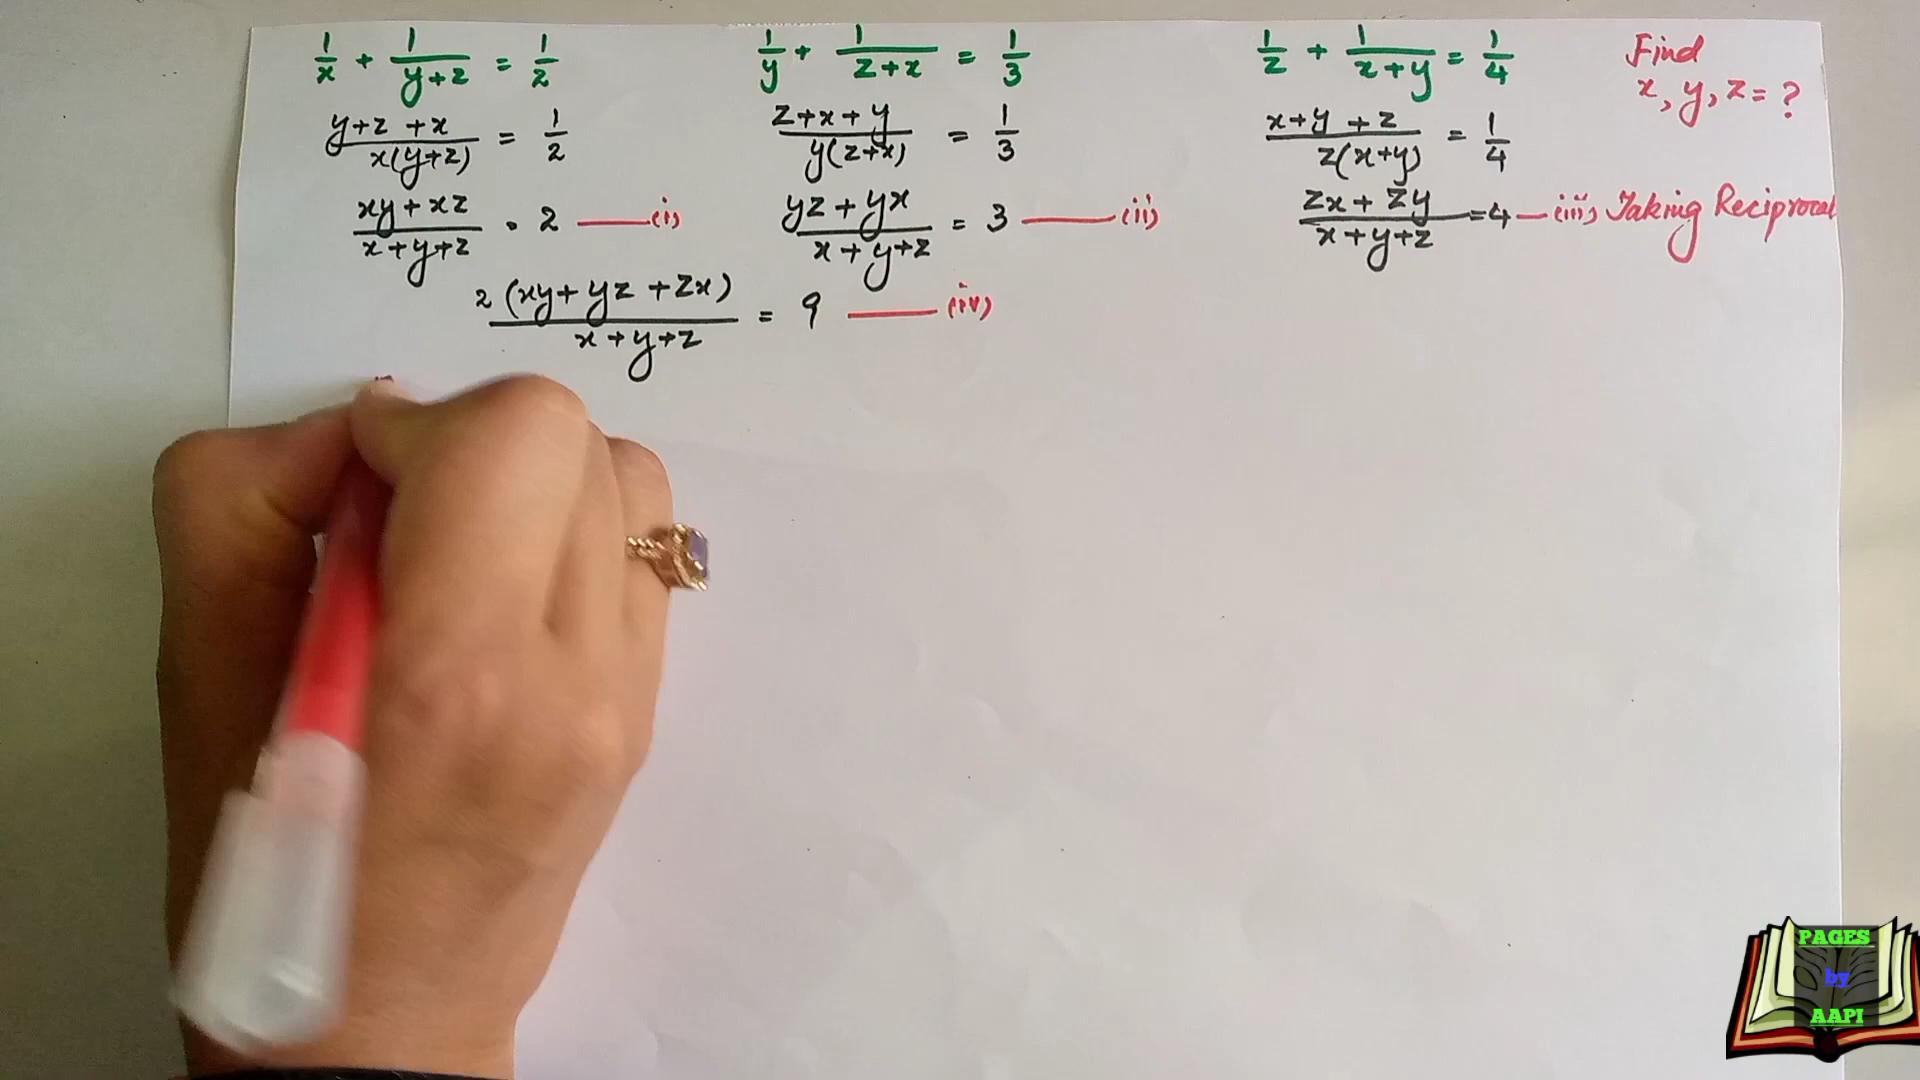 1/x + 1/(y+z) = 1/2    1/y + 1/(z+x) = 1/3    1/z + 1/(x+y) = 1/4    Find
x, y, z = ?
(y+z+x)/(x(y+z)) = 1/2    (z+x+y)/(y(z+x)) = 1/3    (x+y+z)/(z(x+y)) = 1/4
(xy+xz)/(x+y+z) = 2 —(i)    (yz+yx)/(x+y+z) = 3 —(ii)    (zx+zy)/(x+y+z) = 4 —(iii) Taking Reciprocal
2(xy+yz+zx)/(x+y+z) = 9 —(iv)
PAGES
by
AAPI